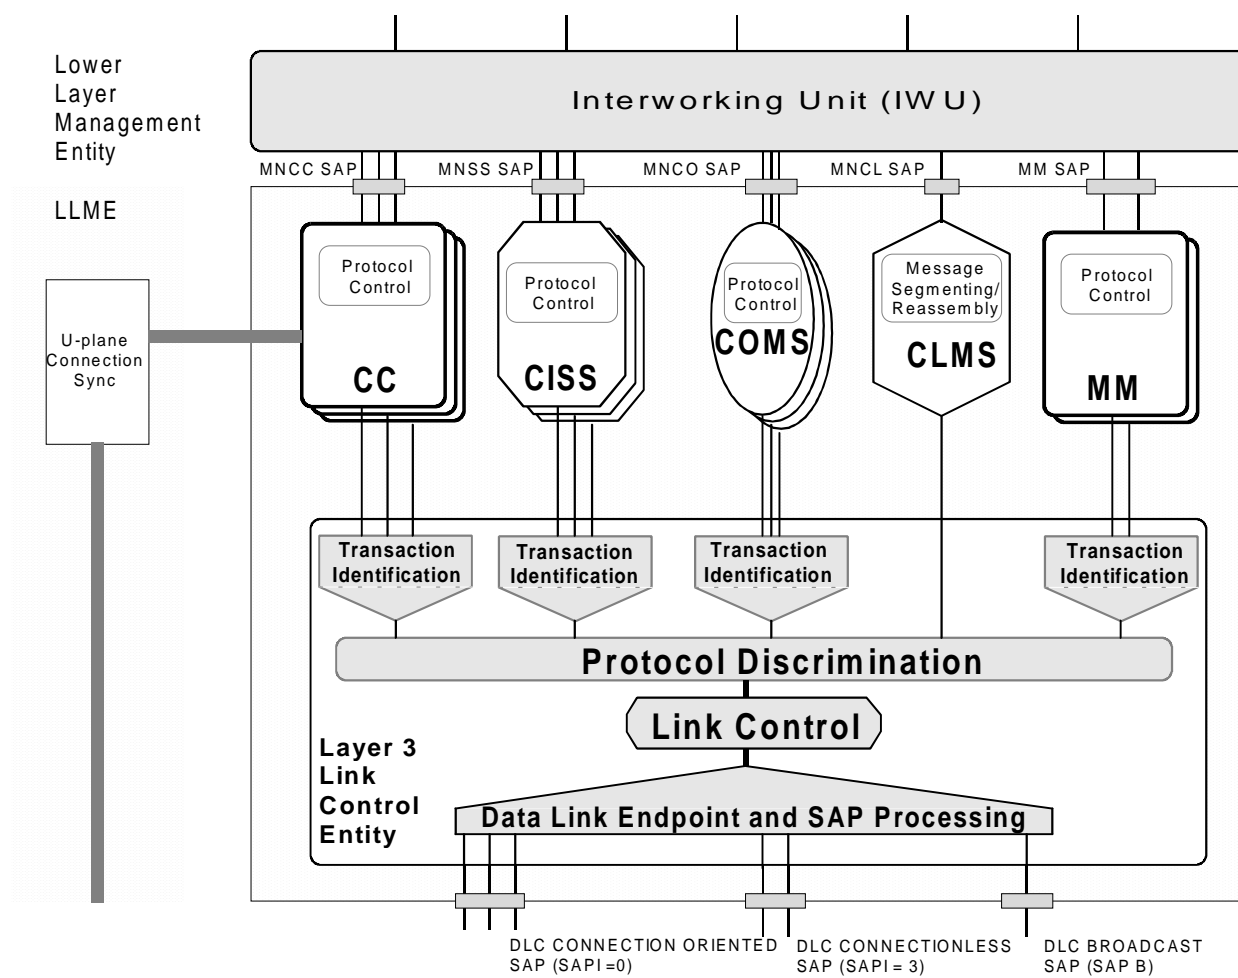 Lower
Layer
Management
Entity
LLME
Interworking Unit (IWU)
MNCC SAP
MNSS SAP
MNCO SAP
MNCL SAP
MM SAP
Protocol
Control
CC
Protocol
Control
CISS
Protocol
Control
COMS
Message
Segmenting/
Reassembly
CLMS
Protocol
Control
MM
U-plane
Connection
Sync
Transaction
Identification
Transaction
Identification
Transaction
Identification
Transaction
Identification
Protocol Discrimination
Link Control
Layer 3
Link
Control
Entity
Data Link Endpoint and SAP Processing
DLC CONNECTION ORIENTED
SAP (SAPI =0)
DLC CONNECTIONLESS
SAP (SAPI = 3)
DLC BROADCAST
SAP (SAP B)